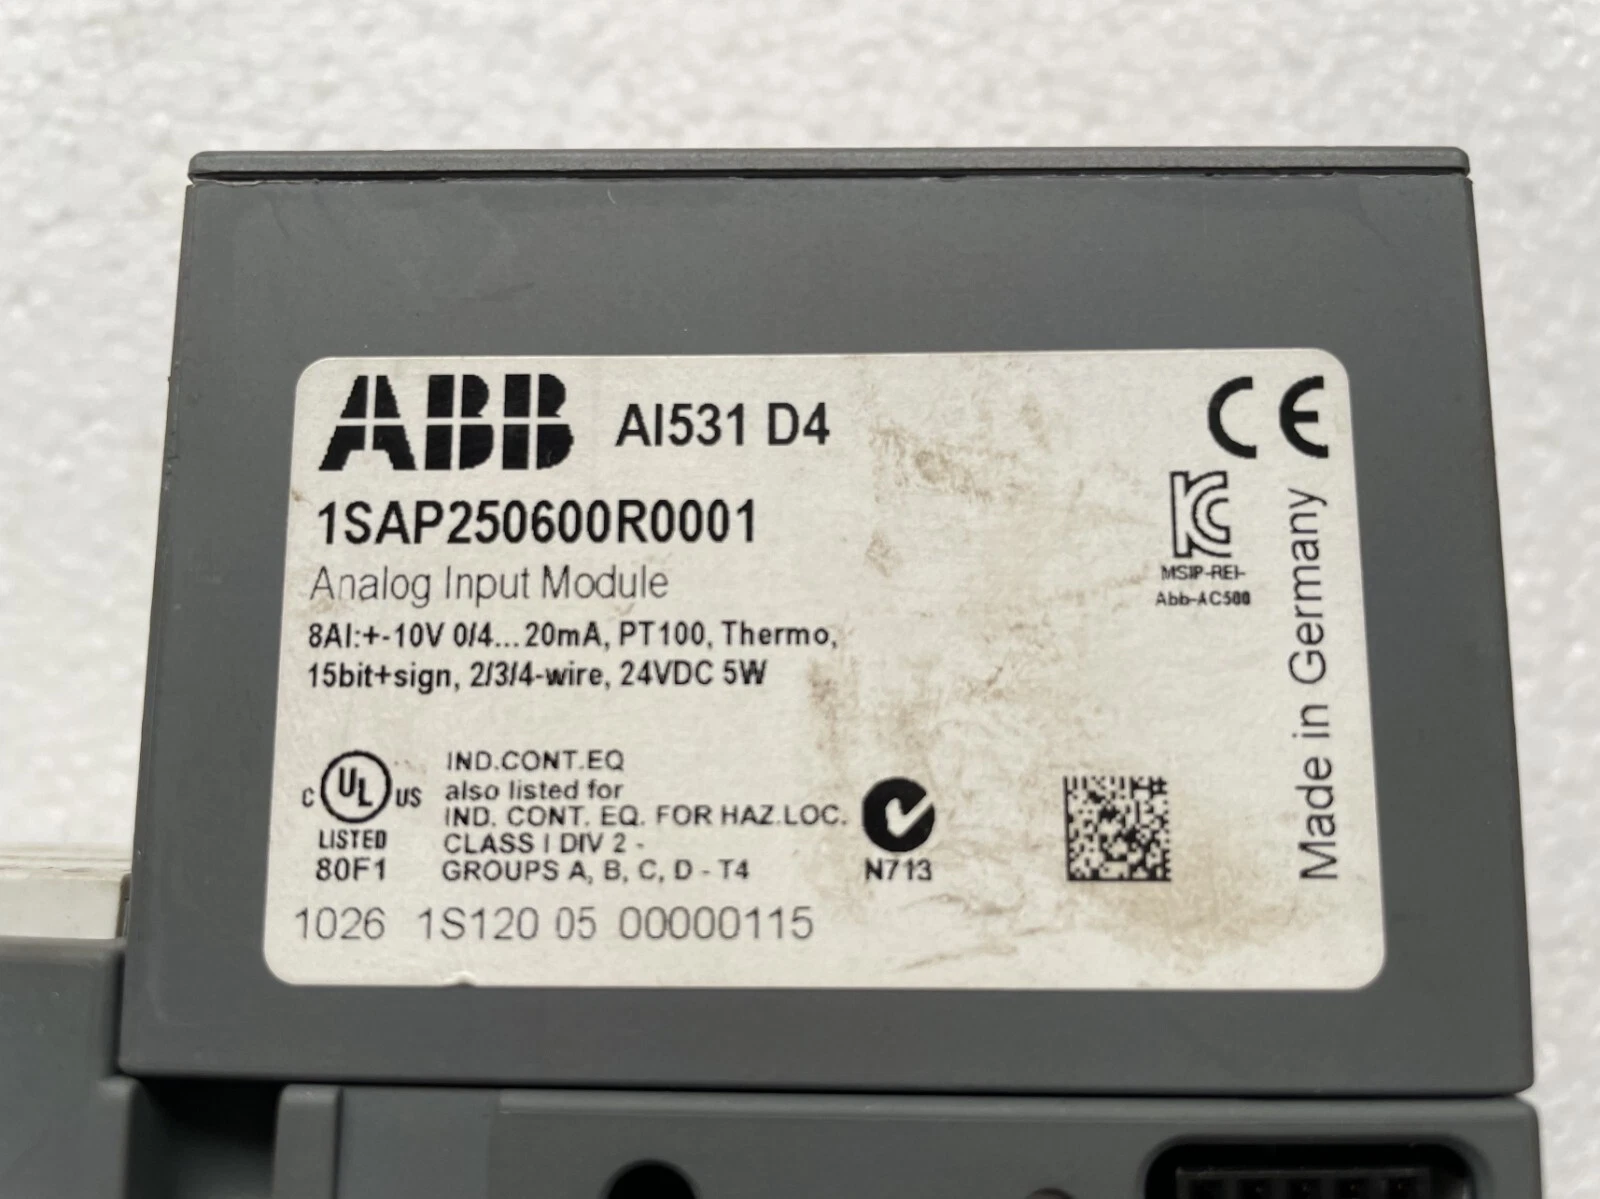 ABB AI531 D4
CE
1SAP250600R0001
Analog Input Module
8AI:+-10V 0/4...20mA, PT100, Thermo,
15bit+sign, 2/3/4-wire, 24VDC 5W
KC
MSIP-REI-
Abb-AC500
Made in Germany
C UL US
LISTED
80F1
IND.CONT.EQ
also listed for
IND. CONT. EQ. FOR HAZ.LOC.
CLASS I DIV 2 -
GROUPS A, B, C, D - T4
N713
1026 1S120 05 00000115